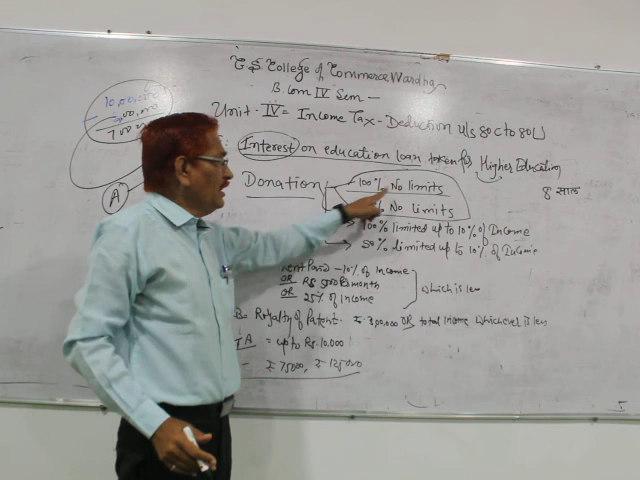 G S College of Commerce Wardha
B.Com IV Sem -
Unit - IV = Income Tax - Deduction u/s 80C to 80U
Interest on education loan taken for Higher Education
8 साल
Donation
100% No limits
No limits
100% limited up to 10% of Income
50% limited up to 10% of Income
Rent Paid - 10% of Income
OR Rs 5000 P.month
OR 25% of Income
which is less
B - Royalty of Patent - ₹ 300,000 OR total Income whichever is less
TA = up to Rs. 10,000
- ₹ 75000, ₹ 125000
10,00,000
A